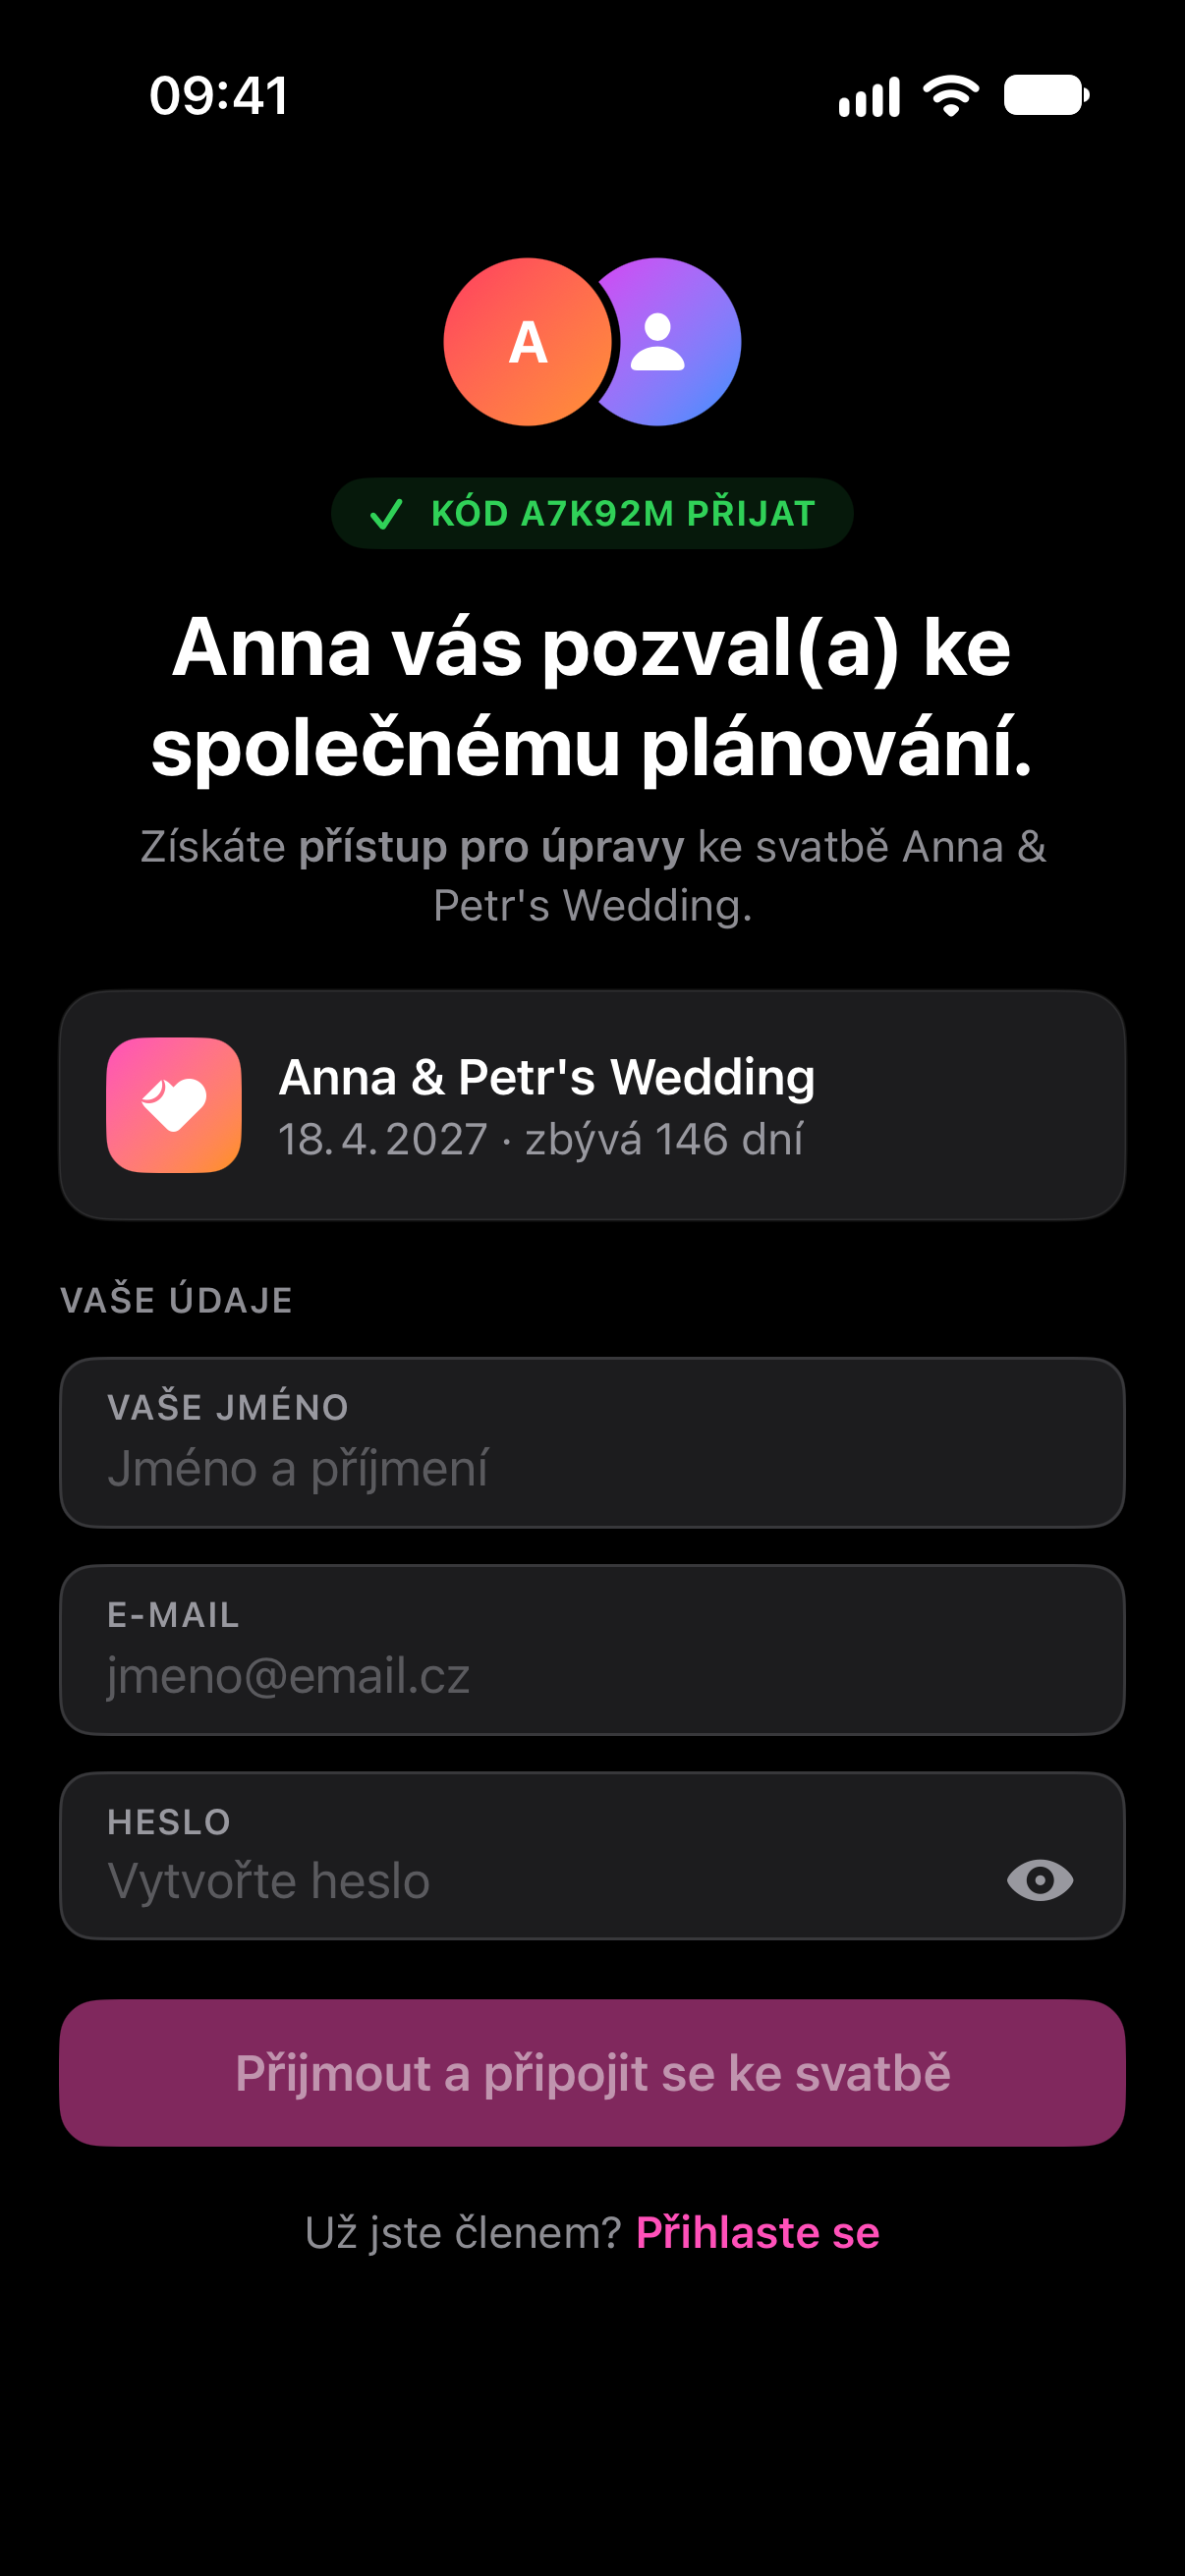 09:41
A
KÓD A7K92M PŘIJAT
Anna vás pozval(a) ke
společnému plánování.
Získáte přístup pro úpravy ke svatbě Anna &
Petr's Wedding.
Anna & Petr's Wedding
18. 4. 2027 · zbývá 146 dní
VAŠE ÚDAJE
VAŠE JMÉNO
Jméno a příjmení
E-MAIL
jmeno@email.cz
HESLO
Vytvořte heslo
Přijmout a připojit se ke svatbě
Už jste členem? Přihlaste se